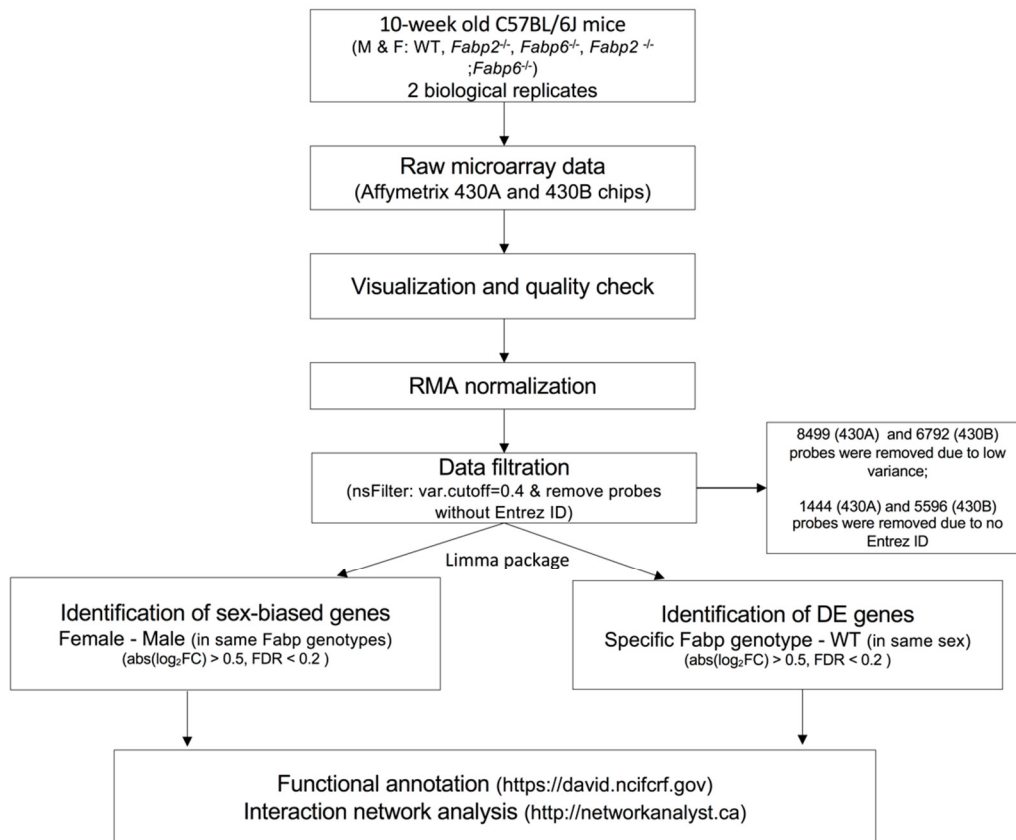 10-week old C57BL/6J mice
(M & F: WT, Fabp2-/-, Fabp6-/-, Fabp2 -/-
;Fabp6-/-)
2 biological replicates
Raw microarray data
(Affymetrix 430A and 430B chips)
Visualization and quality check
RMA normalization
Data filtration
(nsFilter: var.cutoff=0.4 & remove probes
without Entrez ID)
8499 (430A) and 6792 (430B)
probes were removed due to low
variance;
1444 (430A) and 5596 (430B)
probes were removed due to no
Entrez ID
Limma package
Identification of sex-biased genes
Female - Male (in same Fabp genotypes)
(abs(log₂FC) > 0.5, FDR < 0.2 )
Identification of DE genes
Specific Fabp genotype - WT (in same sex)
(abs(log₂FC) > 0.5, FDR < 0.2 )
Functional annotation (https://david.ncifcrf.gov)
Interaction network analysis (http://networkanalyst.ca)